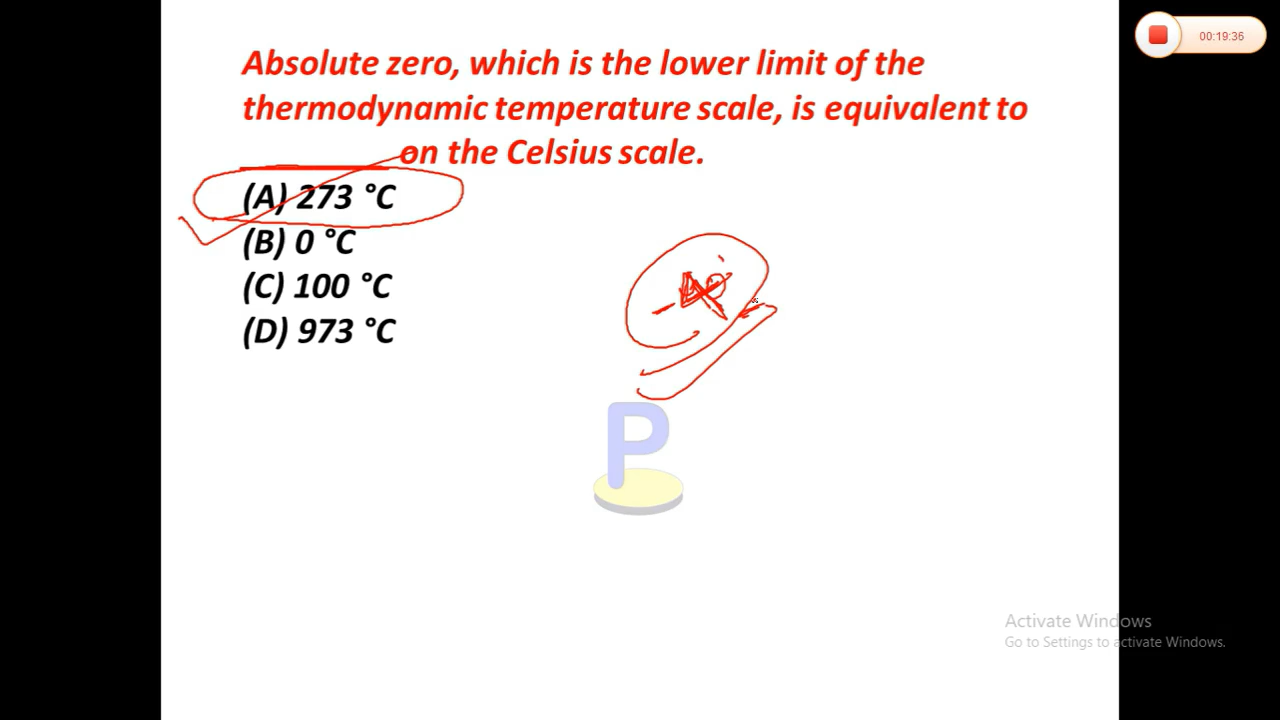 00:19:36
Absolute zero, which is the lower limit of the
thermodynamic temperature scale, is equivalent to
__________ on the Celsius scale.
(A) 273 °C
(B) 0 °C
(C) 100 °C
(D) 973 °C
P
Activate Windows
Go to Settings to activate Windows.